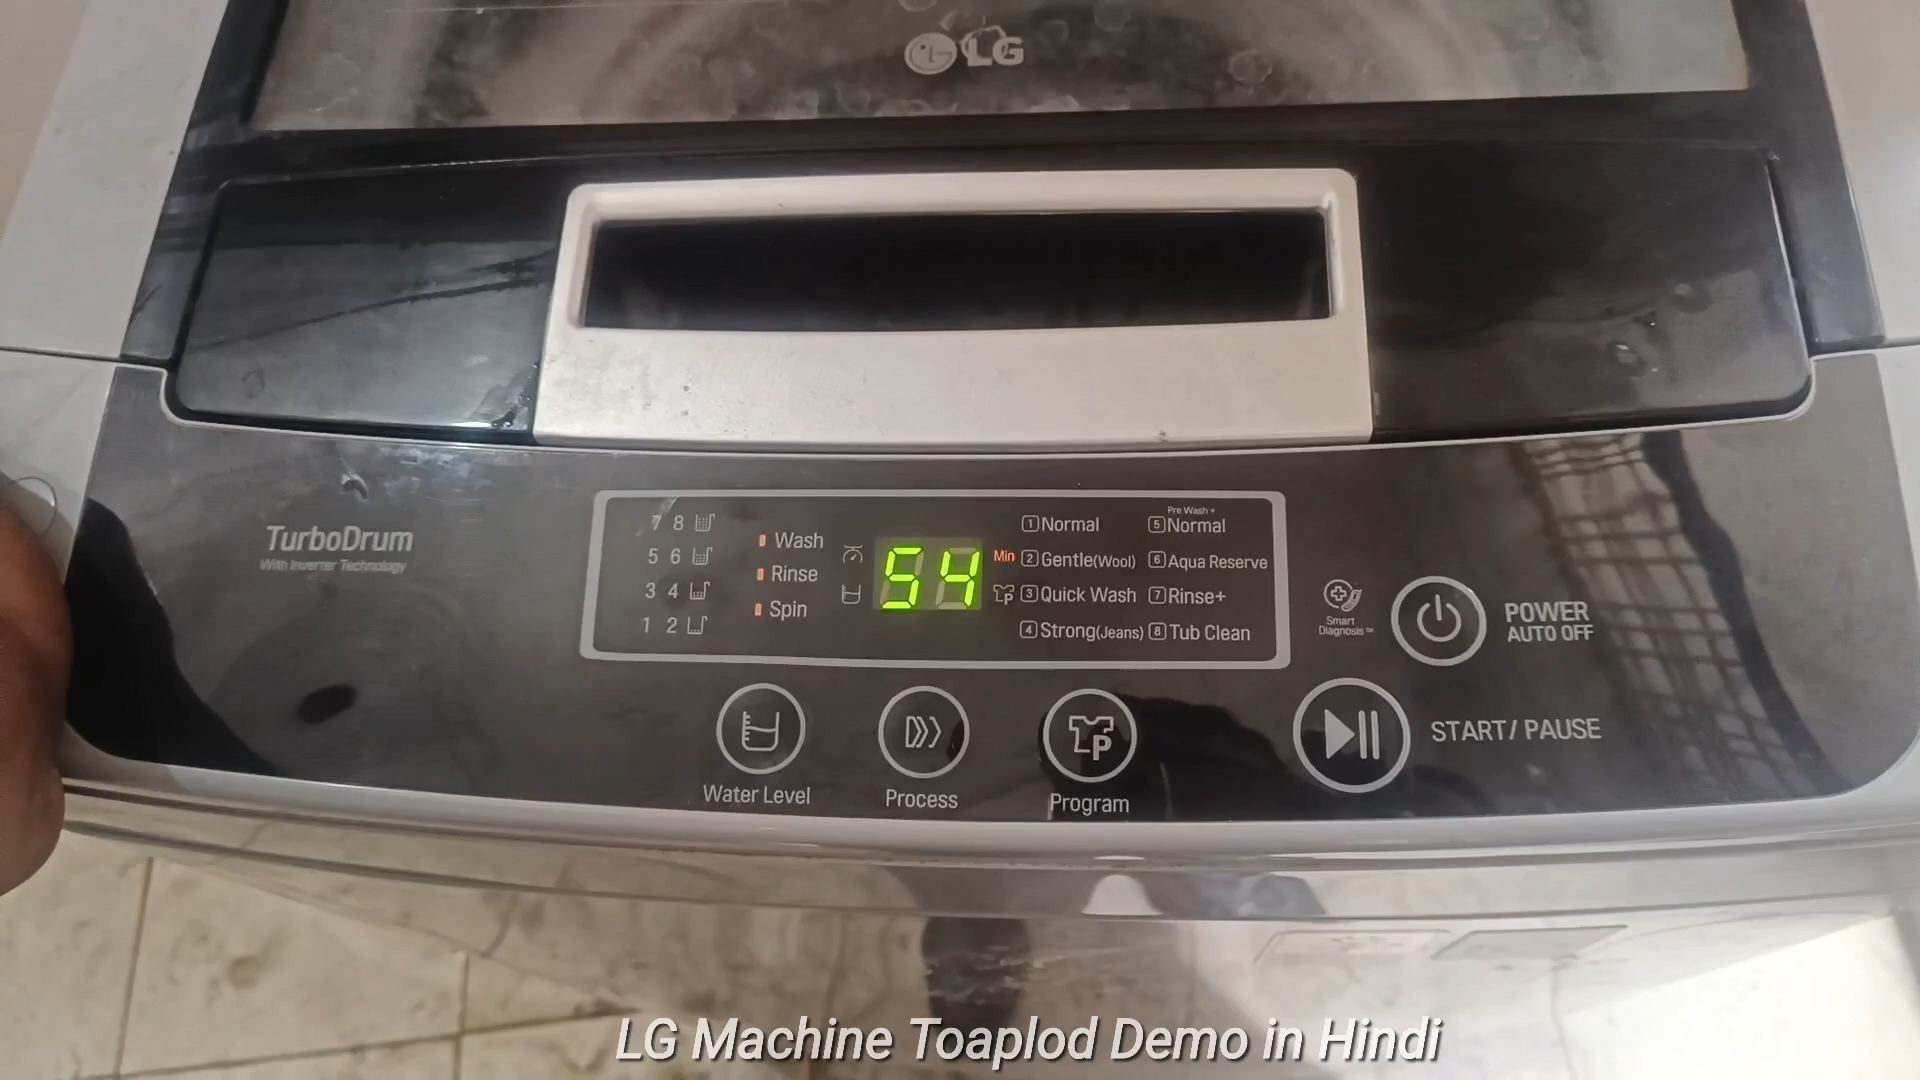 LG
TurboDrum
With Inverter Technology
7 8
5 6
3 4
1 2
Wash
Rinse
Spin
54
Min
1 Normal
2 Gentle(Wool)
3 Quick Wash
4 Strong(Jeans)
Pre Wash +
5 Normal
6 Aqua Reserve
7 Rinse+
8 Tub Clean
Smart
Diagnosis™
POWER
AUTO OFF
Water Level
Process
P
Program
START/ PAUSE
LG Machine Toaplod Demo in Hindi